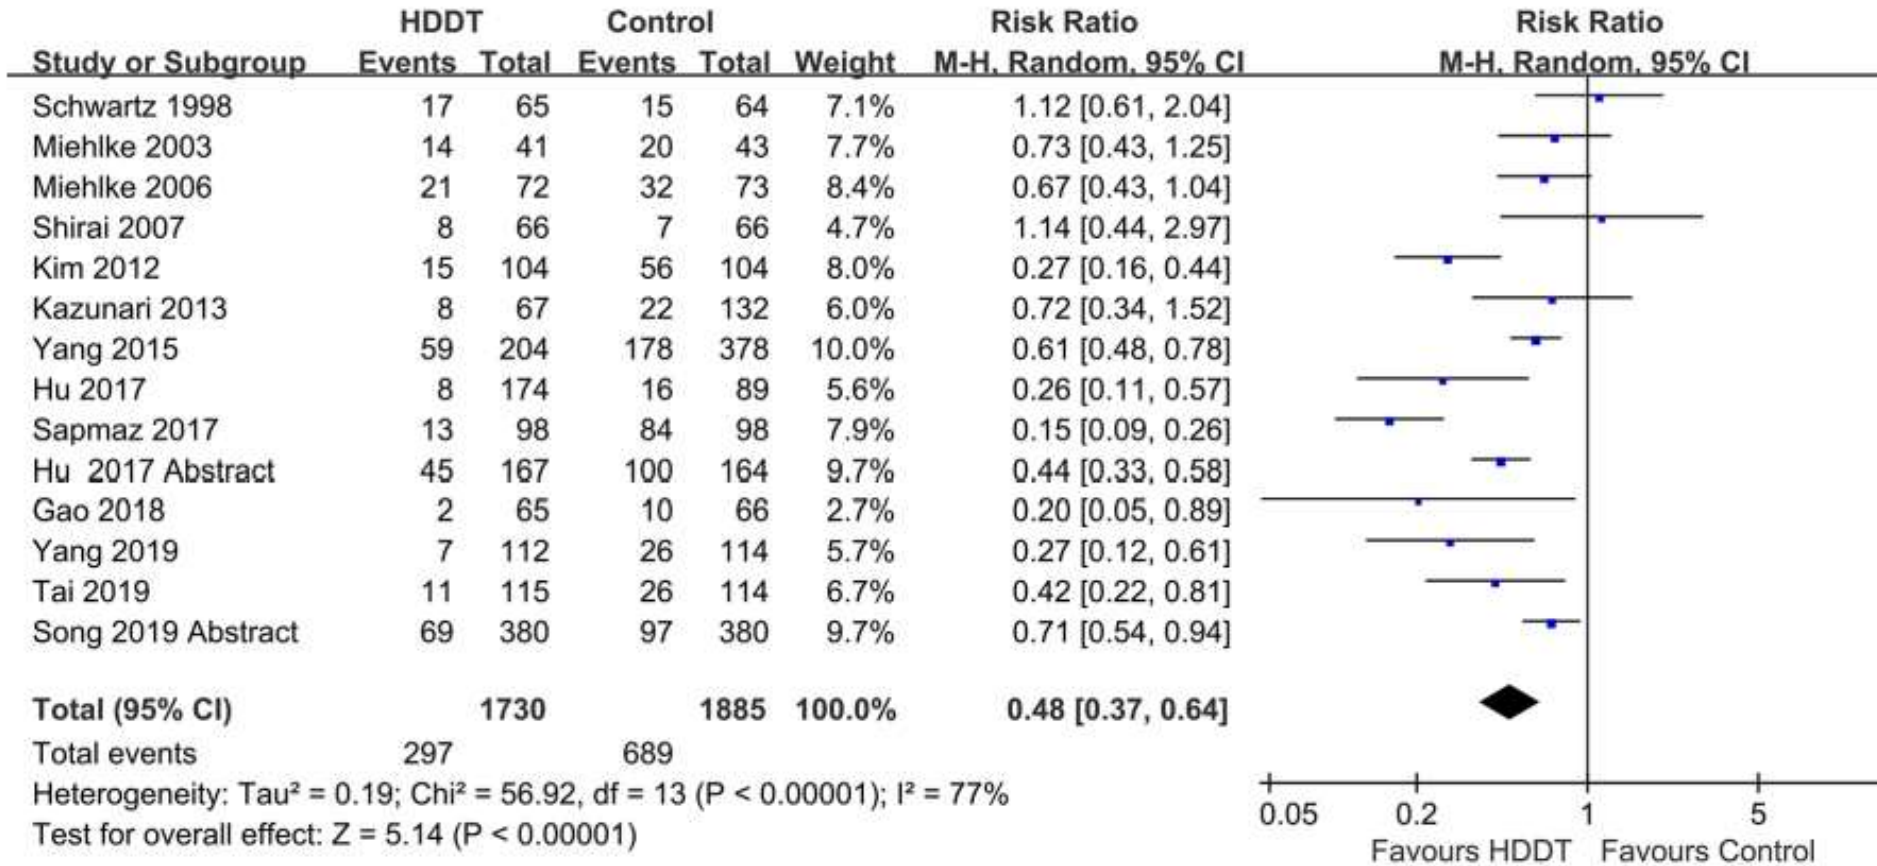 HDDT Control Risk Ratio Risk Ratio
Study or Subgroup Events Total Events Total Weight M-H, Random, 95% CI M-H, Random, 95% CI
Schwartz 1998 17 65 15 64 7.1% 1.12 [0.61, 2.04]
Miehlke 2003 14 41 20 43 7.7% 0.73 [0.43, 1.25]
Miehlke 2006 21 72 32 73 8.4% 0.67 [0.43, 1.04]
Shirai 2007 8 66 7 66 4.7% 1.14 [0.44, 2.97]
Kim 2012 15 104 56 104 8.0% 0.27 [0.16, 0.44]
Kazunari 2013 8 67 22 132 6.0% 0.72 [0.34, 1.52]
Yang 2015 59 204 178 378 10.0% 0.61 [0.48, 0.78]
Hu 2017 8 174 16 89 5.6% 0.26 [0.11, 0.57]
Sapmaz 2017 13 98 84 98 7.9% 0.15 [0.09, 0.26]
Hu 2017 Abstract 45 167 100 164 9.7% 0.44 [0.33, 0.58]
Gao 2018 2 65 10 66 2.7% 0.20 [0.05, 0.89]
Yang 2019 7 112 26 114 5.7% 0.27 [0.12, 0.61]
Tai 2019 11 115 26 114 6.7% 0.42 [0.22, 0.81]
Song 2019 Abstract 69 380 97 380 9.7% 0.71 [0.54, 0.94]
Total (95% CI) 1730 1885 100.0% 0.48 [0.37, 0.64]
Total events 297 689
Heterogeneity: Tau² = 0.19; Chi² = 56.92, df = 13 (P < 0.00001); I² = 77%
Test for overall effect: Z = 5.14 (P < 0.00001)
0.05 0.2 1 5
Favours HDDT Favours Control